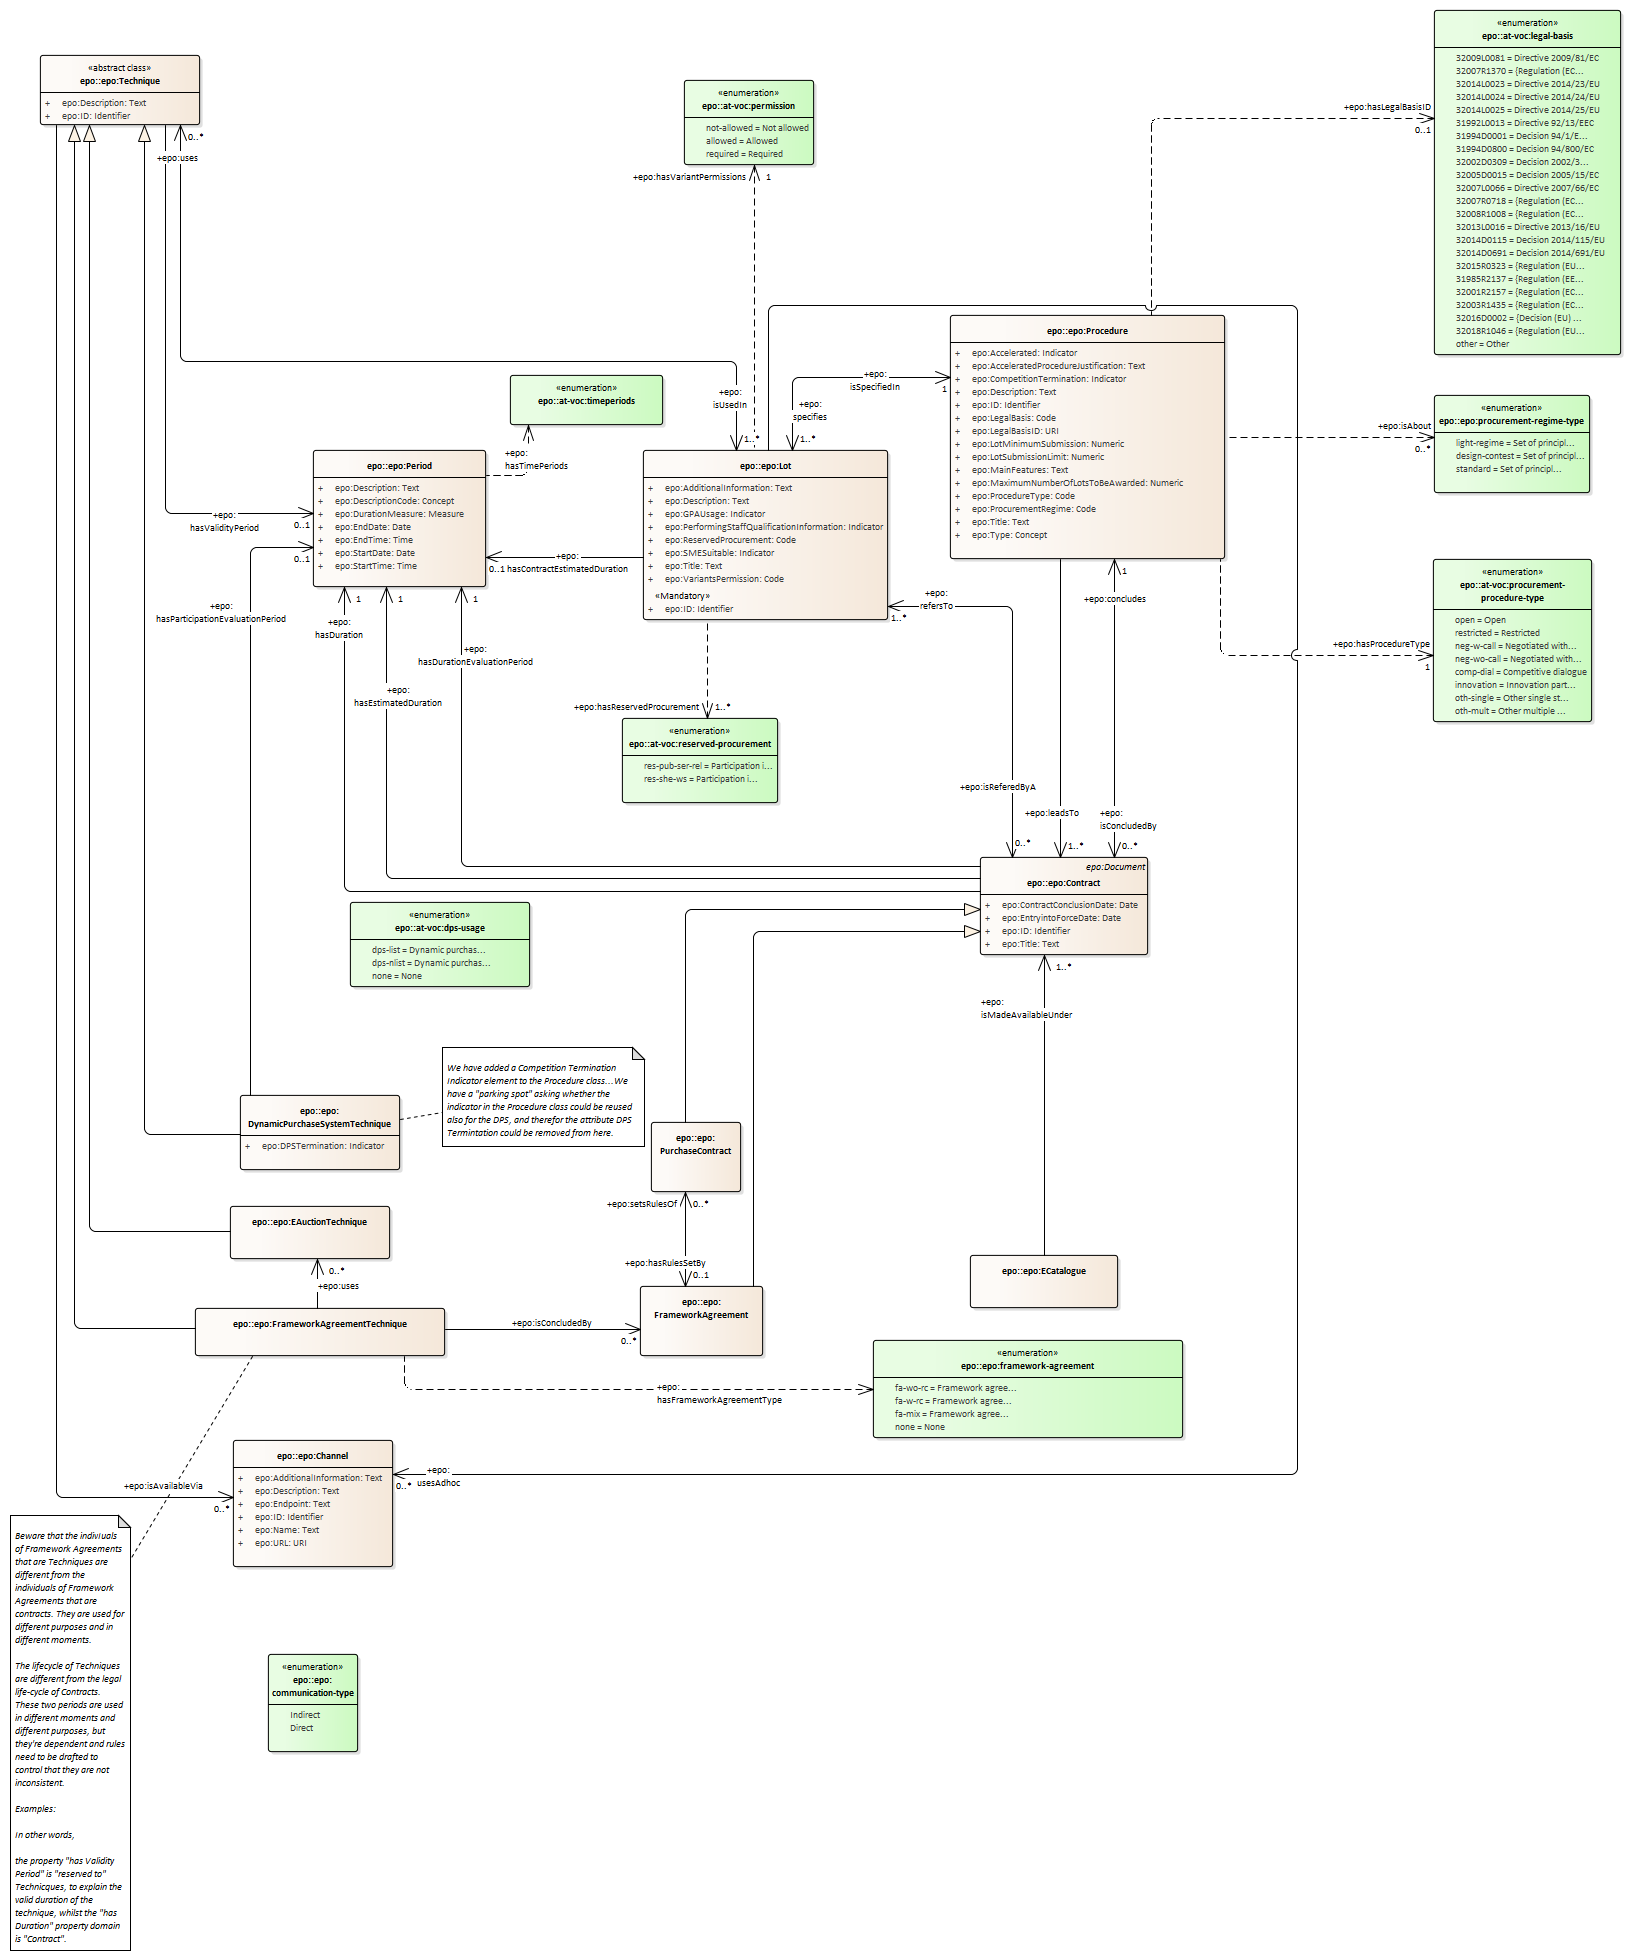 «abstract class»
epo::epo:Technique
+ epo:Description: Text
+ epo:ID: Identifier
0..*
+epo:uses
«enumeration»
epo::at-voc:permission
not-allowed = Not allowed
allowed = Allowed
required = Required
+epo:hasVariantPermissions 1
«enumeration»
epo::at-voc:legal-basis
32009L0081 = Directive 2009/81/EC
32007R1370 = {Regulation (EC...
32014L0023 = Directive 2014/23/EU
32014L0024 = Directive 2014/24/EU
32014L0025 = Directive 2014/25/EU
31992L0013 = Directive 92/13/EEC
31994D0001 = Decision 94/1/E...
31994D0800 = Decision 94/800/EC
32002D0309 = Decision 2002/3...
32005D0015 = Decision 2005/15/EC
32007L0066 = Directive 2007/66/EC
32007R0718 = {Regulation (EC...
32008R1008 = {Regulation (EC...
32013L0016 = Directive 2013/16/EU
32014D0115 = Decision 2014/115/EU
32014D0691 = Decision 2014/691/EU
32015R0323 = {Regulation (EU...
31985R2137 = {Regulation (EE...
32001R2157 = {Regulation (EC...
32003R1435 = {Regulation (EC...
32016D0002 = {Decision (EU) ...
32018R1046 = {Regulation (EU...
other = Other
+epo:hasLegalBasisID
0..1
epo::epo:Procedure
+ epo:Accelerated: Indicator
+ epo:AcceleratedProcedureJustification: Text
+ epo:CompetitionTermination: Indicator
+ epo:Description: Text
+ epo:ID: Identifier
+ epo:LegalBasis: Code
+ epo:LegalBasisID: URI
+ epo:LotMinimumSubmission: Numeric
+ epo:LotSubmissionLimit: Numeric
+ epo:MainFeatures: Text
+ epo:MaximumNumberOfLotsToBeAwarded: Numeric
+ epo:ProcedureType: Code
+ epo:ProcurementRegime: Code
+ epo:Title: Text
+ epo:Type: Concept
+epo:
isSpecifiedIn
1
+epo:
specifies
1..*
+epo:
isUsedIn
1..*
«enumeration»
epo::at-voc:timeperiods
+epo:
hasTimePeriods
«enumeration»
epo::epo:procurement-regime-type
light-regime = Set of principl...
design-contest = Set of principl...
standard = Set of principl...
+epo:isAbout
0..*
epo::epo:Period
+ epo:Description: Text
+ epo:DescriptionCode: Concept
+ epo:DurationMeasure: Measure
+ epo:EndDate: Date
+ epo:EndTime: Time
+ epo:StartDate: Date
+ epo:StartTime: Time
epo::epo:Lot
+ epo:AdditionalInformation: Text
+ epo:Description: Text
+ epo:GPAUsage: Indicator
+ epo:PerformingStaffQualificationInformation: Indicator
+ epo:ReservedProcurement: Code
+ epo:SMESuitable: Indicator
+ epo:Title: Text
+ epo:VariantsPermission: Code
«Mandatory»
+ epo:ID: Identifier
+epo:
hasValidityPeriod
0..1
0..1
+epo:
0..1 hasContractEstimatedDuration
+epo:
hasParticipationEvaluationPeriod
1
1
1
+epo:
hasDuration
+epo:
hasDurationEvaluationPeriod
+epo:
hasEstimatedDuration
+epo:
refersTo
1..*
+epo:concludes
1
«enumeration»
epo::at-voc:procurement-
procedure-type
open = Open
restricted = Restricted
neg-w-call = Negotiated with...
neg-wo-call = Negotiated with...
comp-dial = Competitive dialogue
innovation = Innovation part...
oth-single = Other single st...
oth-mult = Other multiple ...
+epo:hasProcedureType
1
+epo:hasReservedProcurement 1..*
«enumeration»
epo::at-voc:reserved-procurement
res-pub-ser-rel = Participation i...
res-she-ws = Participation i...
+epo:isReferedByA
0..*
+epo:leadsTo
1..*
+epo:
isConcludedBy
0..*
epo:Document
epo::epo:Contract
+ epo:ContractConclusionDate: Date
+ epo:EntryintoForceDate: Date
+ epo:ID: Identifier
+ epo:Title: Text
«enumeration»
epo::at-voc:dps-usage
dps-list = Dynamic purchas...
dps-nlist = Dynamic purchas...
none = None
1..*
+epo:
isMadeAvailableUnder
We have added a Competition Termination
Indicator element to the Procedure class...We
have a "parking spot" asking whether the
indicator in the Procedure class could be reused
also for the DPS, and therefor the attribute DPS
Termintation could be removed from here.
epo::epo:
DynamicPurchaseSystemTechnique
+ epo:DPSTermination: Indicator
epo::epo:
PurchaseContract
+epo:setsRulesOf 0..*
epo::epo:EAuctionTechnique
0..*
+epo:uses
+epo:hasRulesSetBy
0..1
epo::epo:ECatalogue
epo::epo:
FrameworkAgreement
epo::epo:FrameworkAgreementTechnique
+epo:isConcludedBy
0..*
«enumeration»
epo::epo:framework-agreement
fa-wo-rc = Framework agree...
fa-w-rc = Framework agree...
fa-mix = Framework agree...
none = None
+epo:
hasFrameworkAgreementType
epo::epo:Channel
+ epo:AdditionalInformation: Text
+ epo:Description: Text
+ epo:Endpoint: Text
+ epo:ID: Identifier
+ epo:Name: Text
+ epo:URL: URI
+epo:
0..* usesAdhoc
+epo:isAvailableVia
0..*
Beware that the indivIuals
of Framework Agreements
that are Techniques are
different from the
individuals of Framework
Agreements that are
contracts. They are used for
different purposes and in
different moments.
The lifecycle of Techniques
are different from the legal
life-cycle of Contracts.
These two periods are used
in different moments and
different purposes, but
they're dependent and rules
need to be drafted to
control that they are not
inconsistent.
Examples:
In other words,
the property "has Validity
Period" is "reserved to"
Technicques, to explain the
valid duration of the
technique, whilst the "has
Duration" property domain
is "Contract".
«enumeration»
epo::epo:
communication-type
Indirect
Direct